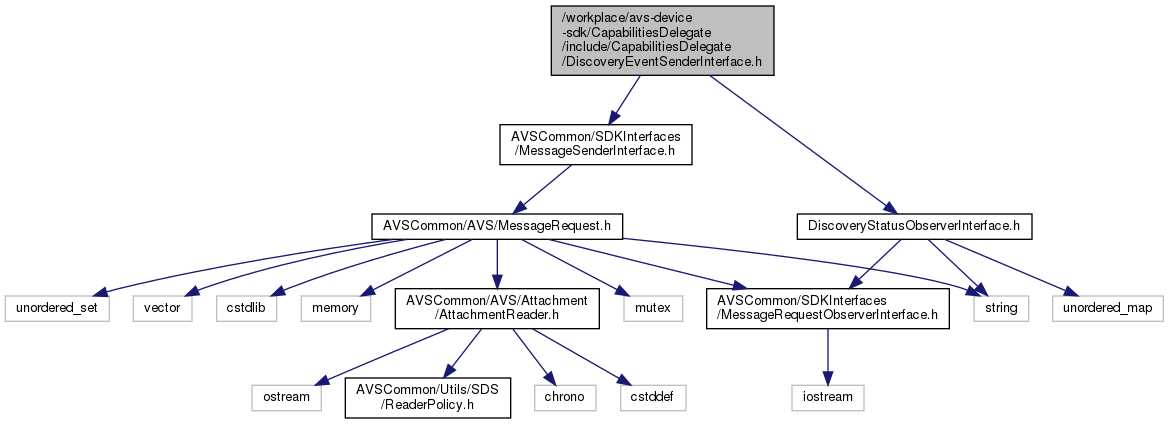 /workplace/avs-device
-sdk/CapabilitiesDelegate
/include/CapabilitiesDelegate
/DiscoveryEventSenderInterface.h
AVSCommon/SDKInterfaces
/MessageSenderInterface.h
AVSCommon/AVS/MessageRequest.h
DiscoveryStatusObserverInterface.h
unordered_set
vector
cstdlib
memory
AVSCommon/AVS/Attachment
/AttachmentReader.h
mutex
AVSCommon/SDKInterfaces
/MessageRequestObserverInterface.h
string
unordered_map
ostream
AVSCommon/Utils/SDS
/ReaderPolicy.h
chrono
cstddef
iostream